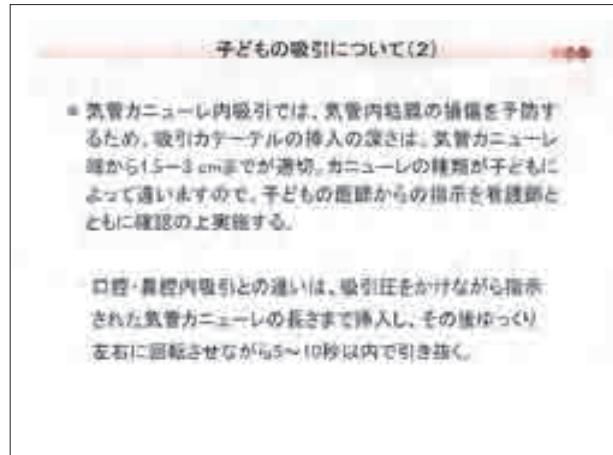 子どもの吸引について(2)
■ 気管カニューレ内吸引では、気管内粘膜の損傷を予防す
るため、吸引カテーテルの挿入の深さは、気管カニューレ
端から1.5−3 cmまでが適切。カニューレの種類が子どもに
よって違いますので、子どもの医師からの指示を看護師と
ともに確認の上実施する。
口腔・鼻腔内吸引との違いは、吸引圧をかけながら指示
された気管カニューレの長さまで挿入し、その後ゆっくり
左右に回転させながら5〜10秒以内で引き抜く。